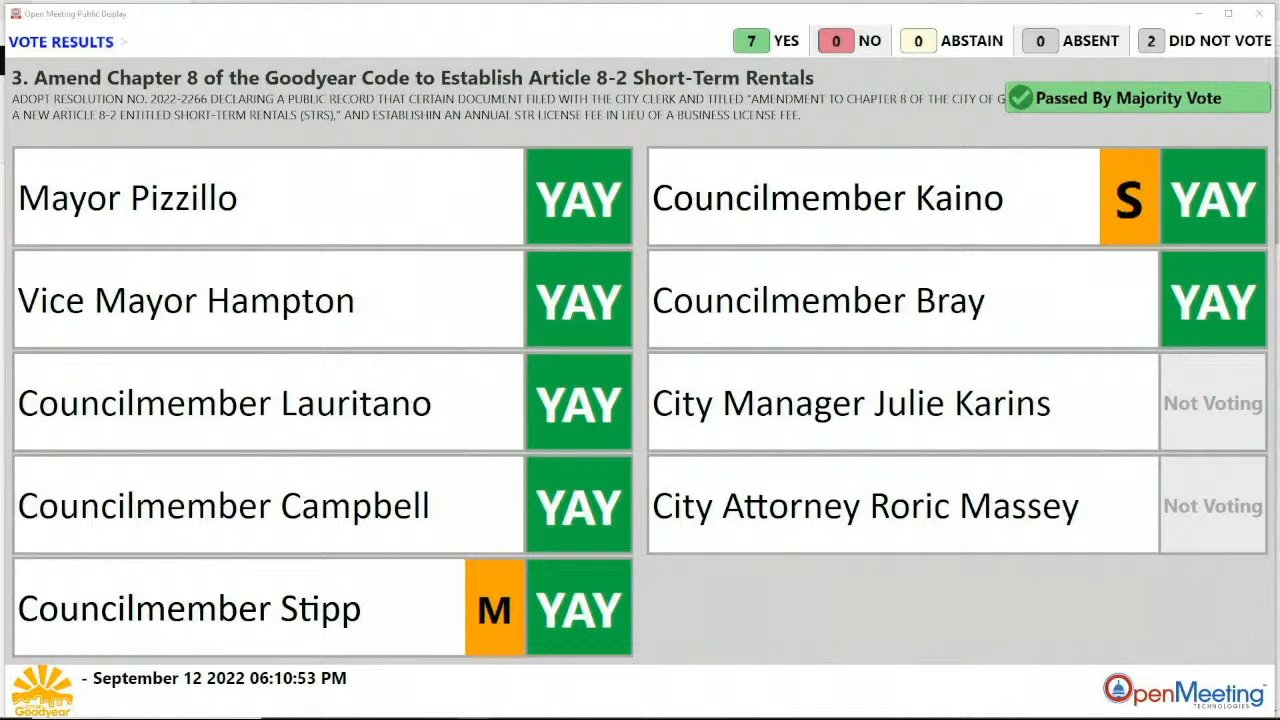 Open Meeting Public Display
VOTE RESULTS >
7 YES 0 NO 0 ABSTAIN 0 ABSENT 2 DID NOT VOTE
3. Amend Chapter 8 of the Goodyear Code to Establish Article 8-2 Short-Term Rentals
ADOPT RESOLUTION NO. 2022-2266 DECLARING A PUBLIC RECORD THAT CERTAIN DOCUMENT FILED WITH THE CITY CLERK AND TITLED "AMENDMENT TO CHAPTER 8 OF THE CITY OF G
A NEW ARTICLE 8-2 ENTITLED SHORT-TERM RENTALS (STRS)," AND ESTABLISHIN AN ANNUAL STR LICENSE FEE IN LIEU OF A BUSINESS LICENSE FEE.
Passed By Majority Vote
Mayor Pizzillo YAY
Vice Mayor Hampton YAY
Councilmember Lauritano YAY
Councilmember Campbell YAY
Councilmember Stipp M YAY
Councilmember Kaino S YAY
Councilmember Bray YAY
City Manager Julie Karins Not Voting
City Attorney Roric Massey Not Voting
Goodyear
- September 12 2022 06:10:53 PM
OpenMeeting
TECHNOLOGIES